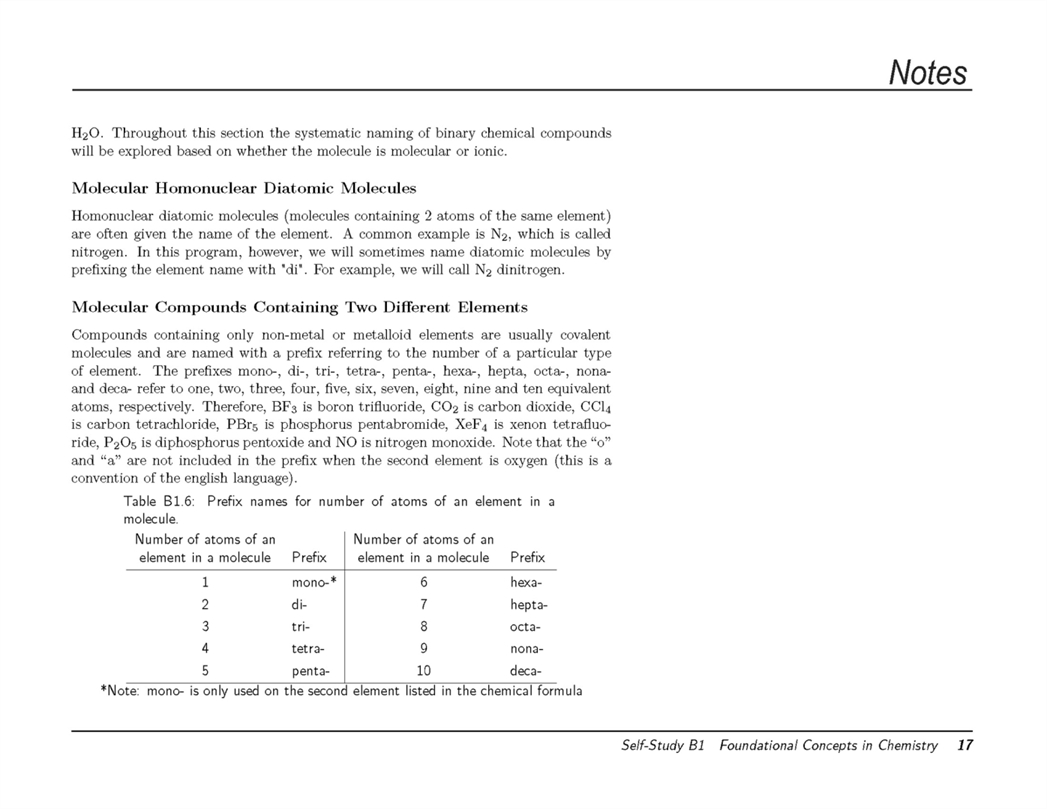 Notes
H₂O. Throughout this section the systematic naming of binary chemical compounds
will be explored based on whether the molecule is molecular or ionic.
Molecular Homonuclear Diatomic Molecules
Homonuclear diatomic molecules (molecules containing 2 atoms of the same element)
are often given the name of the element. A common example is N₂, which is called
nitrogen. In this program, however, we will sometimes name diatomic molecules by
prefixing the element name with "di". For example, we will call N₂ dinitrogen.
Molecular Compounds Containing Two Different Elements
Compounds containing only non-metal or metalloid elements are usually covalent
molecules and are named with a prefix referring to the number of a particular type
of element. The prefixes mono-, di-, tri-, tetra-, penta-, hexa-, hepta, octa-, nona-
and deca- refer to one, two, three, four, five, six, seven, eight, nine and ten equivalent
atoms, respectively. Therefore, BF₃ is boron trifluoride, CO₂ is carbon dioxide, CCl₄
is carbon tetrachloride, PBr₅ is phosphorus pentabromide, XeF₄ is xenon tetrafluo-
ride, P₂O₅ is diphosphorus pentoxide and NO is nitrogen monoxide. Note that the “o”
and “a” are not included in the prefix when the second element is oxygen (this is a
convention of the english language).
Table B1.6: Prefix names for number of atoms of an element in a
molecule.
Number of atoms of an Number of atoms of an
element in a molecule Prefix element in a molecule Prefix
1 mono-* 6 hexa-
2 di- 7 hepta-
3 tri- 8 octa-
4 tetra- 9 nona-
5 penta- 10 deca-
*Note: mono- is only used on the second element listed in the chemical formula
Self-Study B1 Foundational Concepts in Chemistry 17